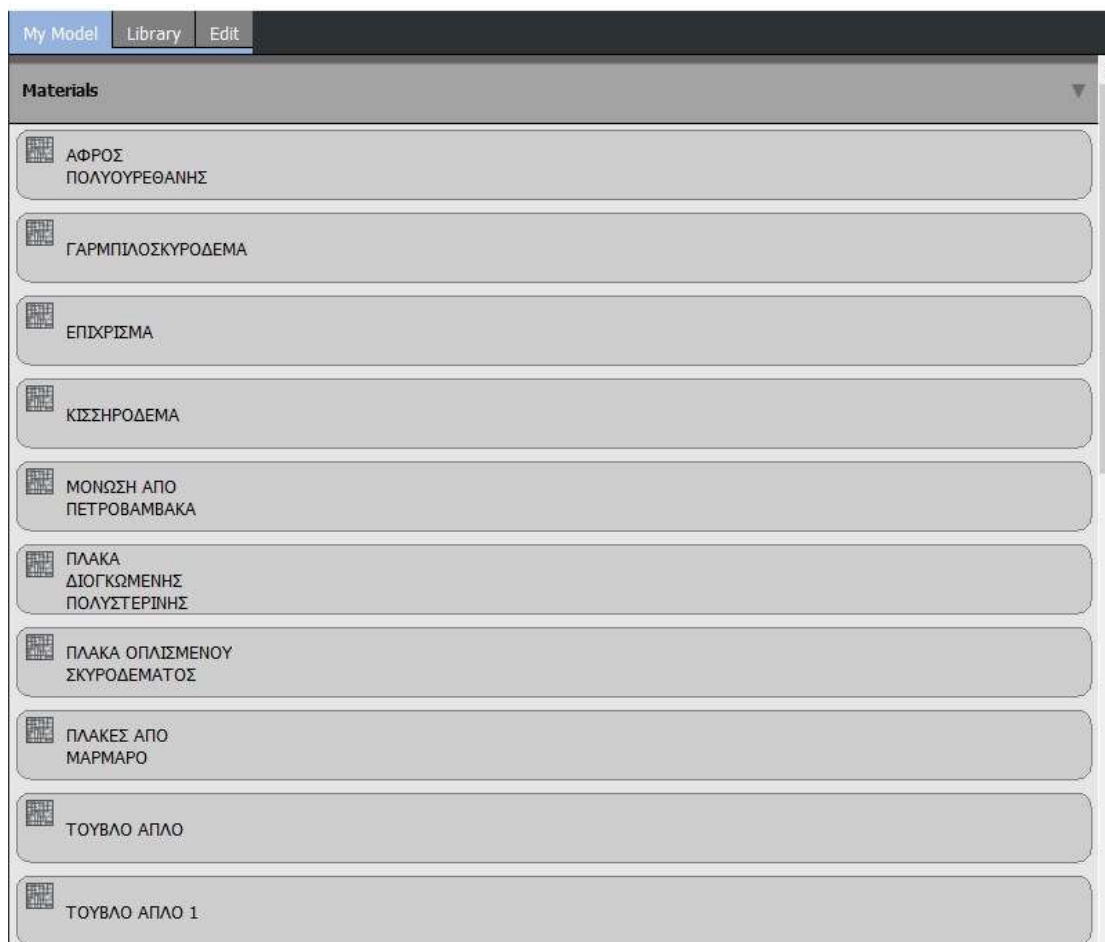 My Model Library Edit
Materials
ΑΦΡΟΣ
ΠΟΛΥΟΥΡΕΘΑΝΗΣ
ΓΑΡΜΠΙΛΟΣΚΥΡΟΔΕΜΑ
ΕΠΙΧΡΙΣΜΑ
ΚΙΣΣΗΡΟΔΕΜΑ
ΜΟΝΩΣΗ ΑΠΟ
ΠΕΤΡΟΒΑΜΒΑΚΑ
ΠΛΑΚΑ
ΔΙΟΓΚΩΜΕΝΗΣ
ΠΟΛΥΣΤΕΡΙΝΗΣ
ΠΛΑΚΑ ΟΠΛΙΣΜΕΝΟΥ
ΣΚΥΡΟΔΕΜΑΤΟΣ
ΠΛΑΚΕΣ ΑΠΟ
ΜΑΡΜΑΡΟ
ΤΟΥΒΛΟ ΑΠΛΟ
ΤΟΥΒΛΟ ΑΠΛΟ 1